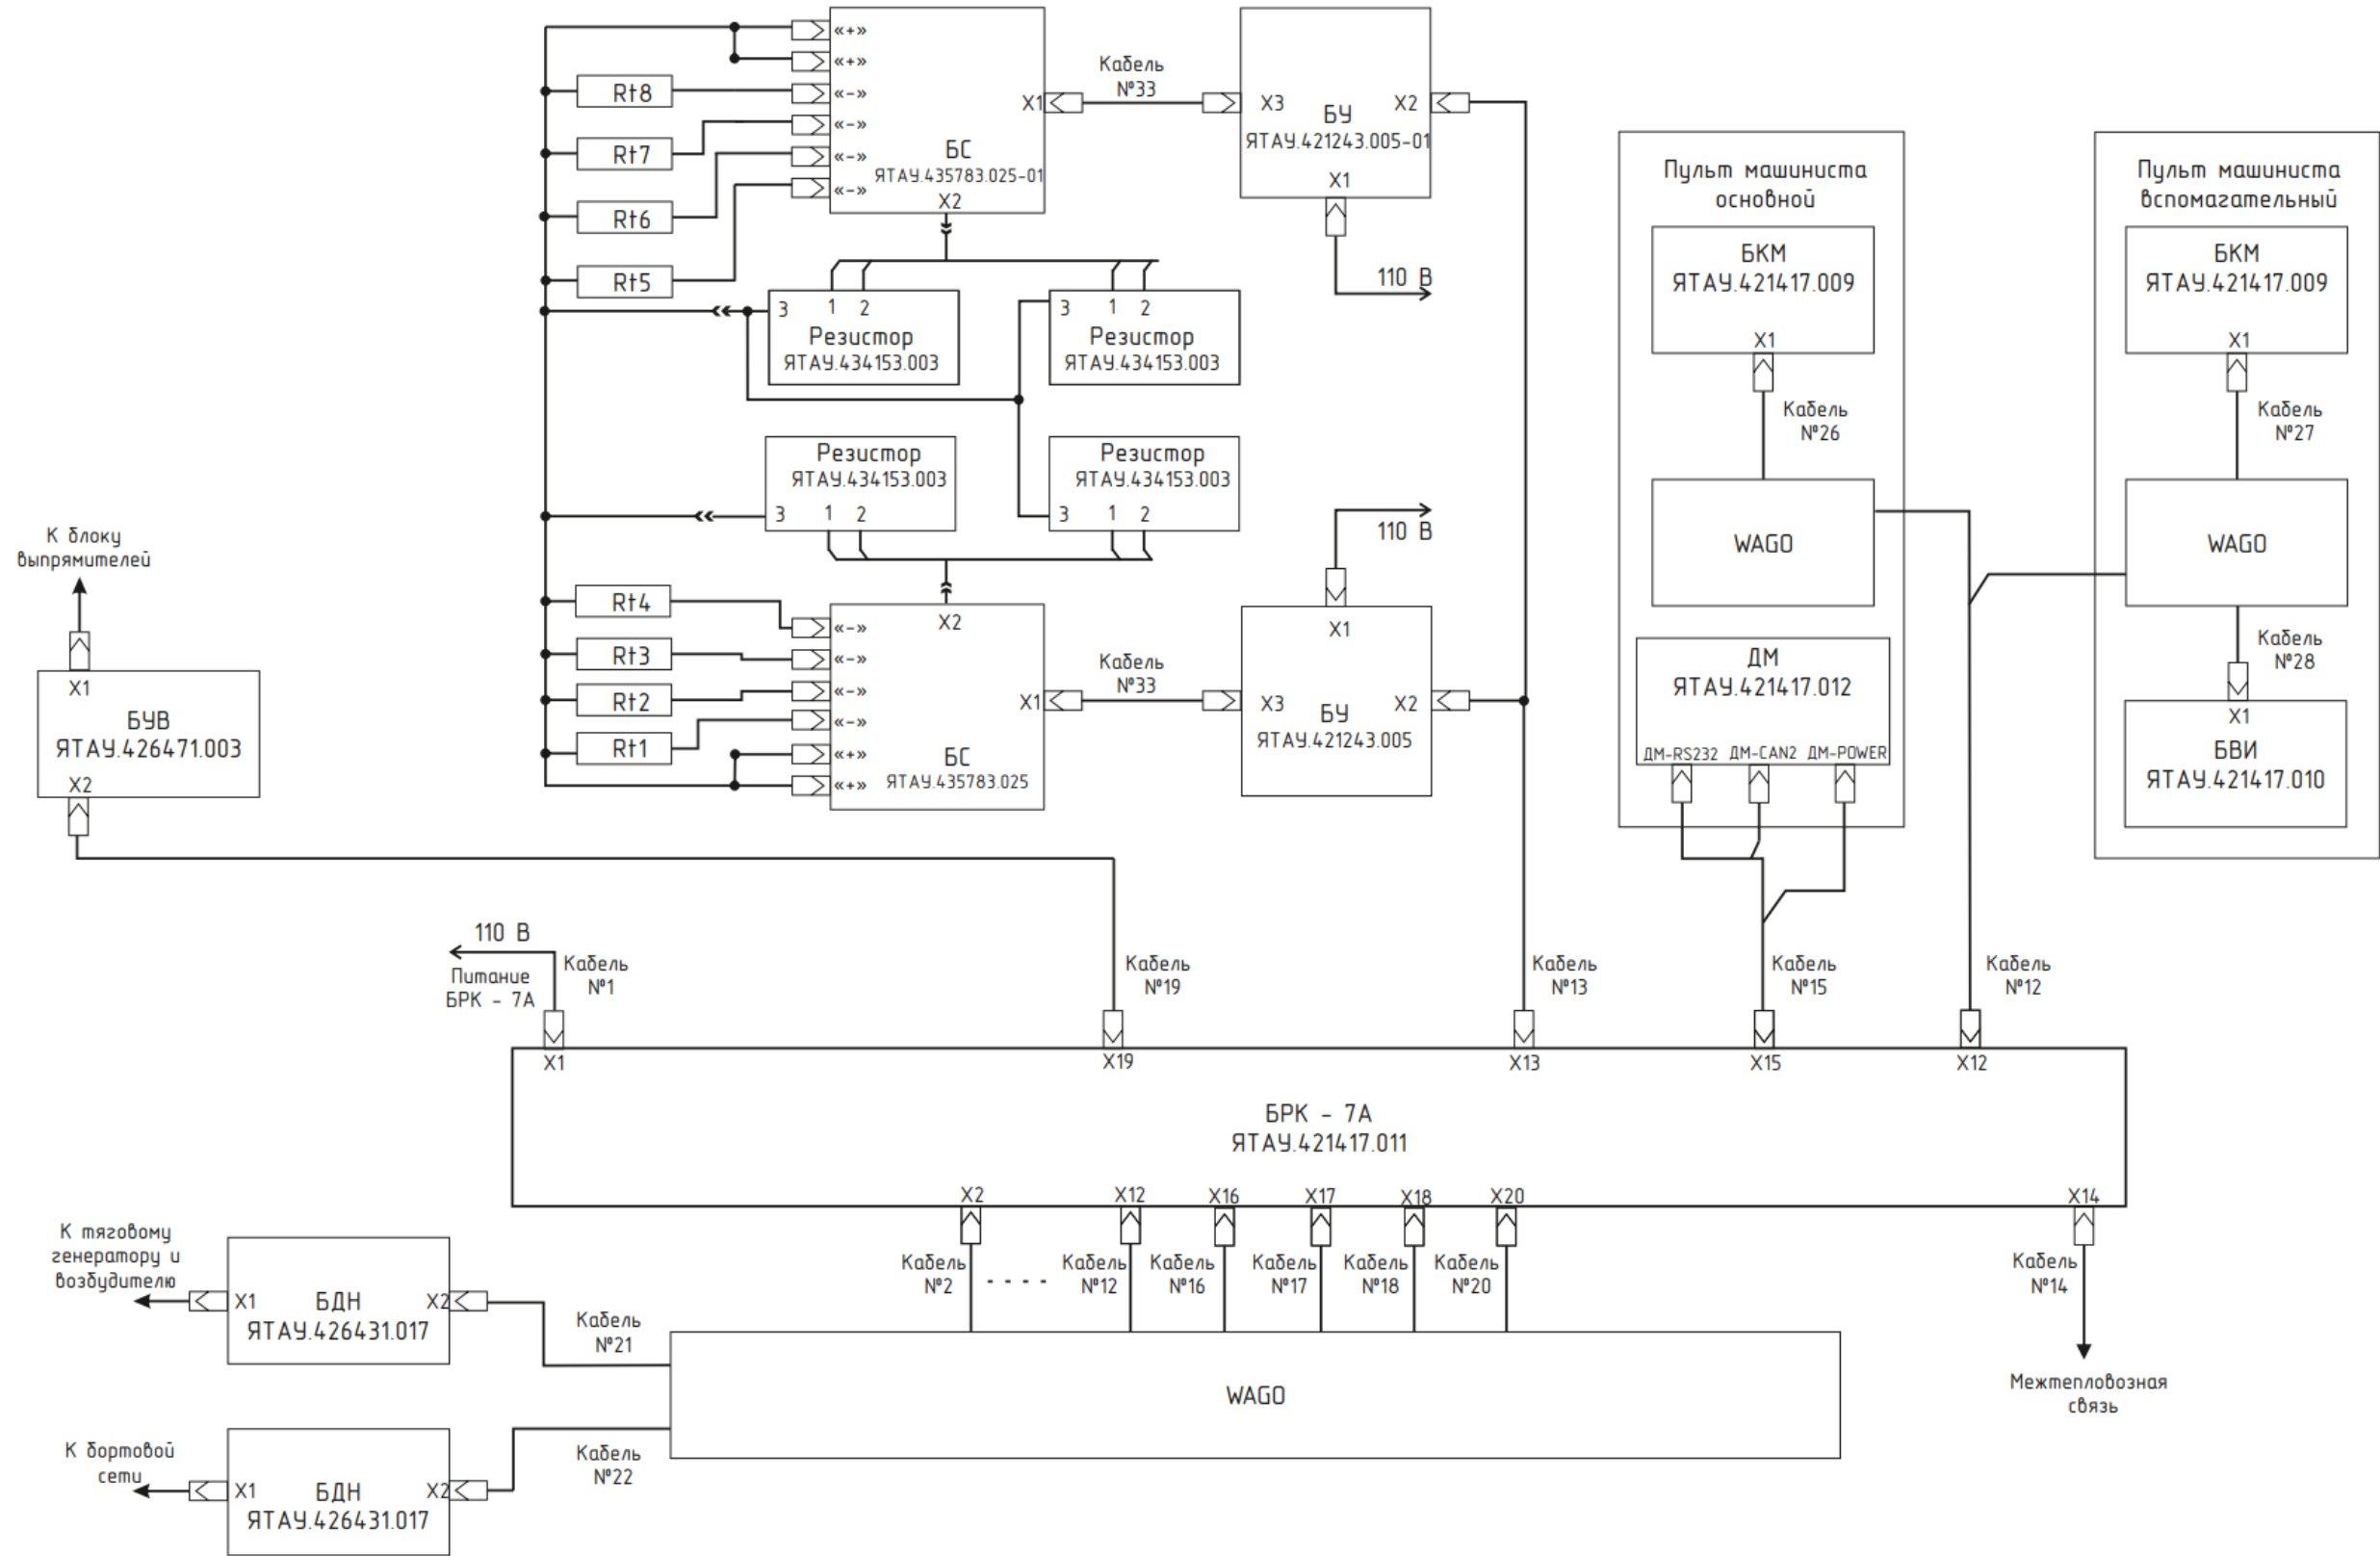 «+»
«+»
«-»
«-»
«-»
«-»
Rt8
Rt7
Rt6
Rt5
X1
БС
ЯТАУ.435783.025-01
X2
Кабель
№33
X3
БУ
X2
ЯТАУ.421243.005-01
X1
110 В
3
1
2
Резистор
ЯТАУ.434153.003
3
1
2
Резистор
ЯТАУ.434153.003
Резистор
ЯТАУ.434153.003
3
1
2
Резистор
ЯТАУ.434153.003
3
1
2
110 В
Rt4
Rt3
Rt2
Rt1
X2
«-»
«-»
«-»
«-»
«+»
«+»
X1
БС
ЯТАУ.435783.025
Кабель
№33
X1
X3
БУ
X2
ЯТАУ.421243.005
Пульт машиниста
основной
БКМ
ЯТАУ.421417.009
X1
Кабель
№26
WAGO
ДМ
ЯТАУ.421417.012
ДМ-RS232
ДМ-CAN2
ДМ-POWER
Пульт машиниста
вспомагательный
БКМ
ЯТАУ.421417.009
X1
Кабель
№27
WAGO
Кабель
№28
X1
БВИ
ЯТАУ.421417.010
К блоку
выпрямителей
X1
БУВ
ЯТАУ.426471.003
X2
110 В
Питание
БРК - 7А
Кабель
№1
Кабель
№19
Кабель
№13
Кабель
№15
Кабель
№12
X1
X19
X13
X15
X12
БРК - 7А
ЯТАУ.421417.011
X2
X12
X16
X17
X18
X20
X14
Кабель
№2
- - - -
Кабель
№12
Кабель
№16
Кабель
№17
Кабель
№18
Кабель
№20
Кабель
№14
Межтепловозная
связь
К тяговому
генератору и
возбудителю
X1
БДН
X2
ЯТАУ.426431.017
Кабель
№21
WAGO
К бортовой
сети
X1
БДН
X2
ЯТАУ.426431.017
Кабель
№22